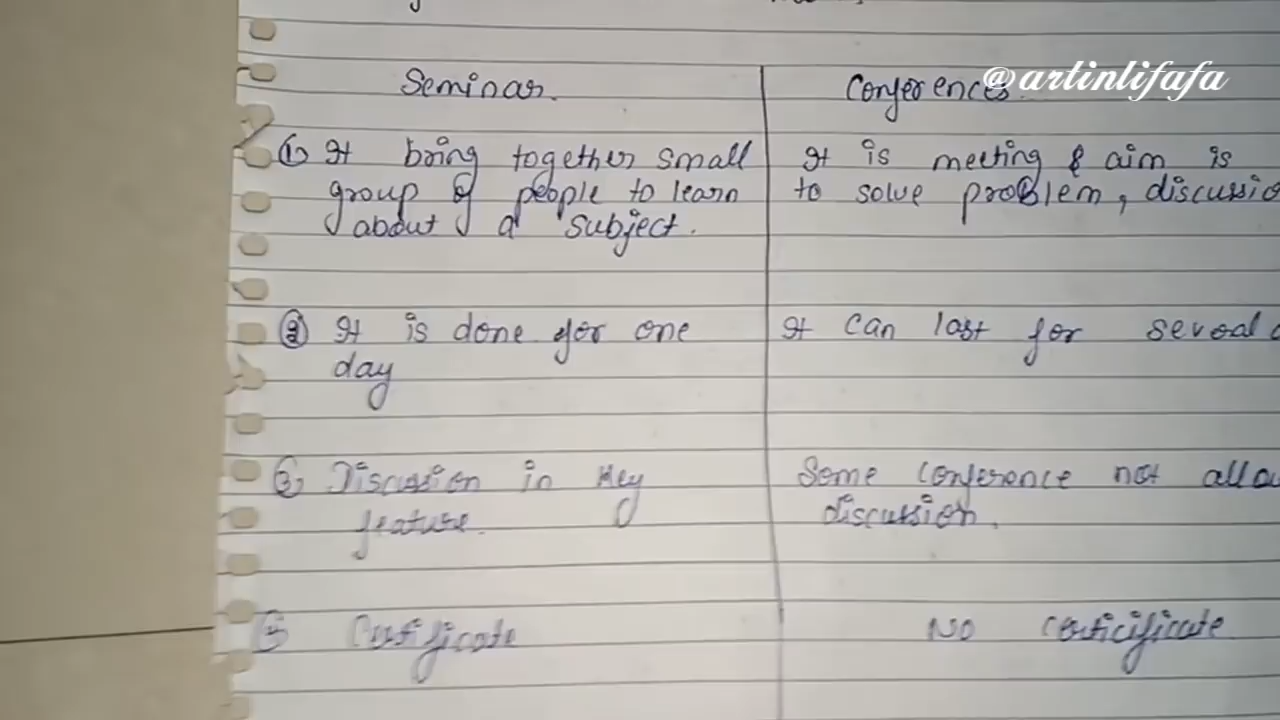 Seminar. Conferences.
@artinlifafa
① It bring together small It is meeting & aim is
group of people to learn to solve problem, discussio
about a subject.
② It is done for one It can last for several
day
③ Discussion in Key Some conference not allo
feature. discussion.
Certificate No certicificate